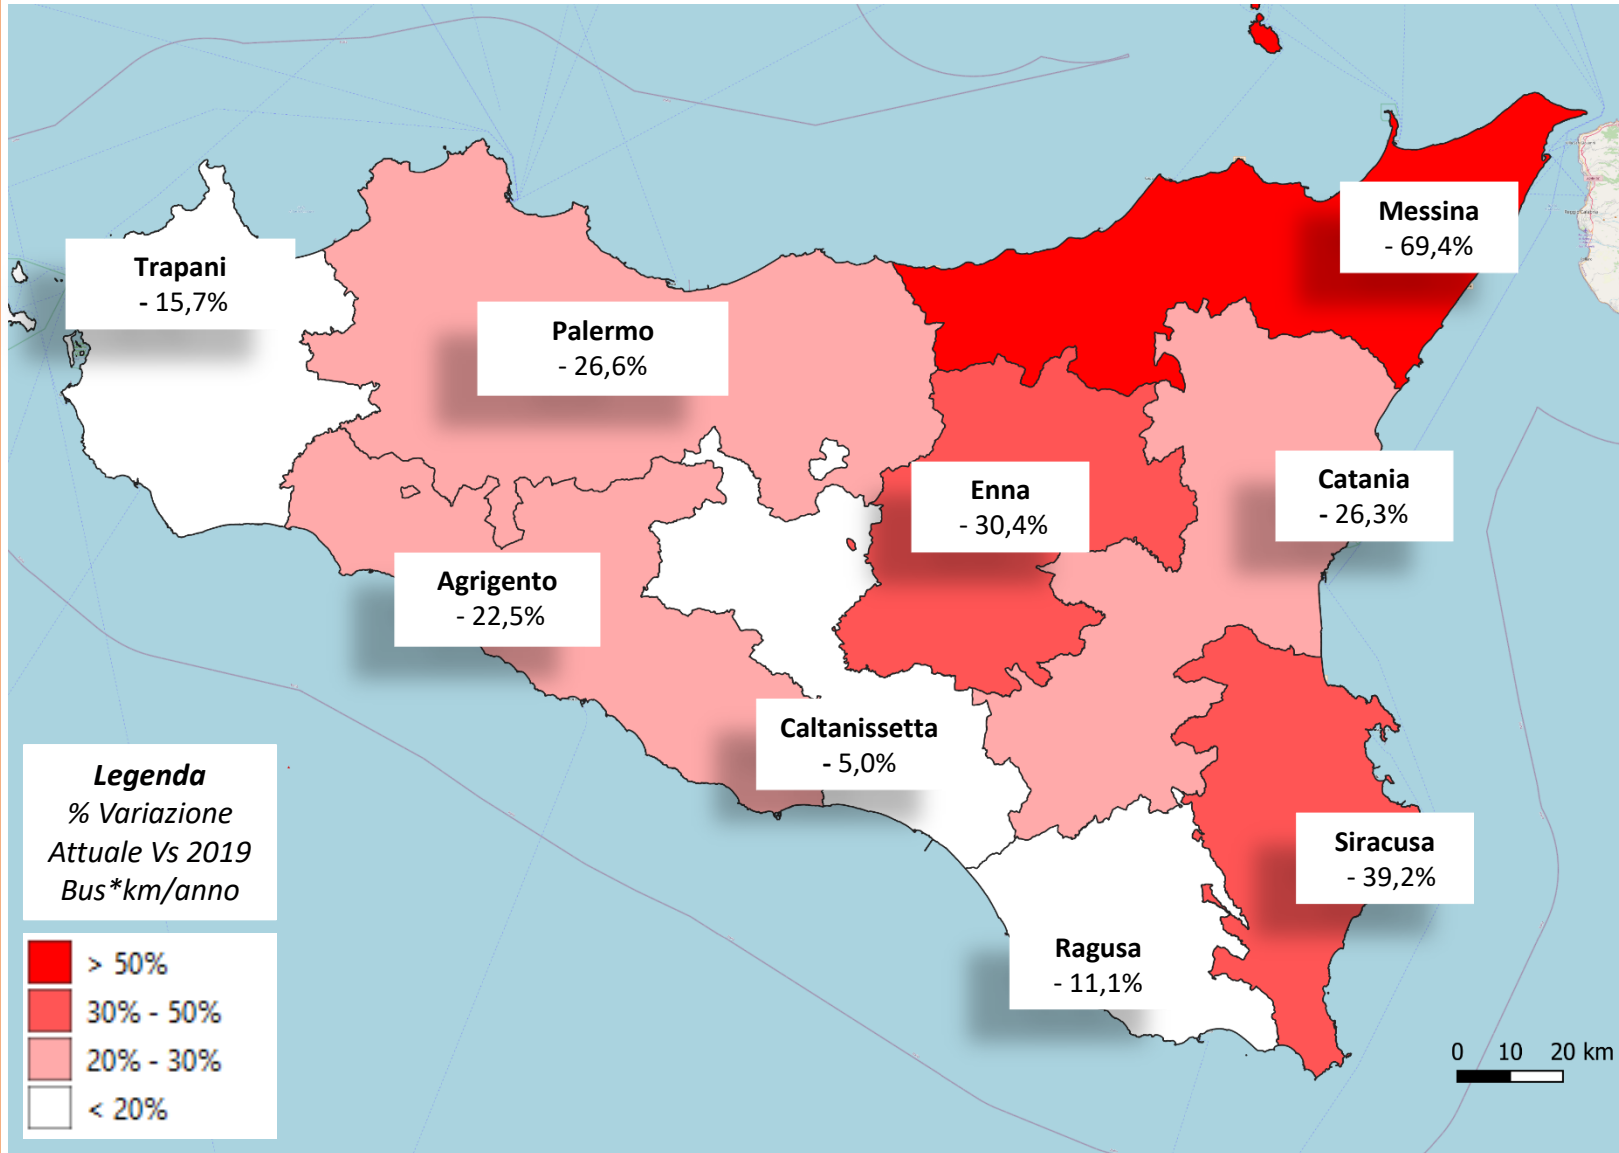 Messina
- 69,4%
Trapani
- 15,7%
Palermo
- 26,6%
Enna
- 30,4%
Catania
- 26,3%
Agrigento
- 22,5%
Caltanissetta
- 5,0%
Siracusa
- 39,2%
Ragusa
- 11,1%
Legenda
% Variazione
Attuale Vs 2019
Bus*km/anno
> 50%
30% - 50%
20% - 30%
< 20%
0 10 20 km